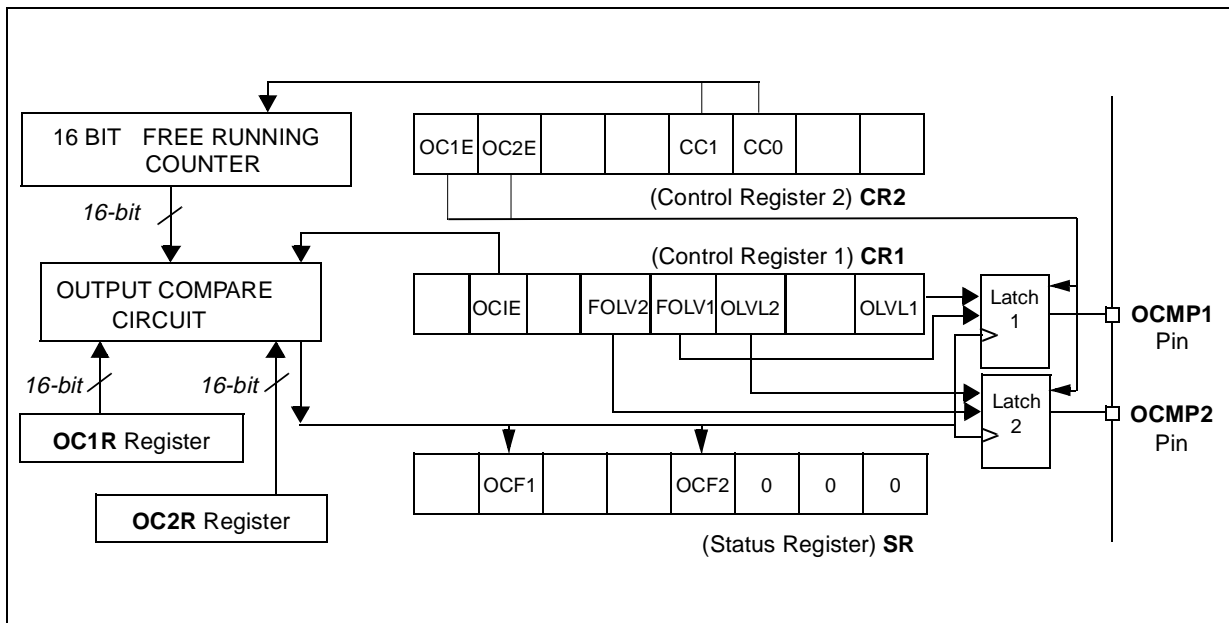 16 BIT FREE RUNNING
COUNTER
16-bit
OC1E OC2E CC1 CC0
(Control Register 2) CR2
(Control Register 1) CR1
OUTPUT COMPARE
CIRCUIT
OCIE FOLV2 FOLV1 OLVL2 OLVL1
Latch
1
OCMP1
Pin
16-bit
16-bit
Latch
2
OCMP2
Pin
OC1R Register
OCF1 OCF2 0 0 0
OC2R Register
(Status Register) SR